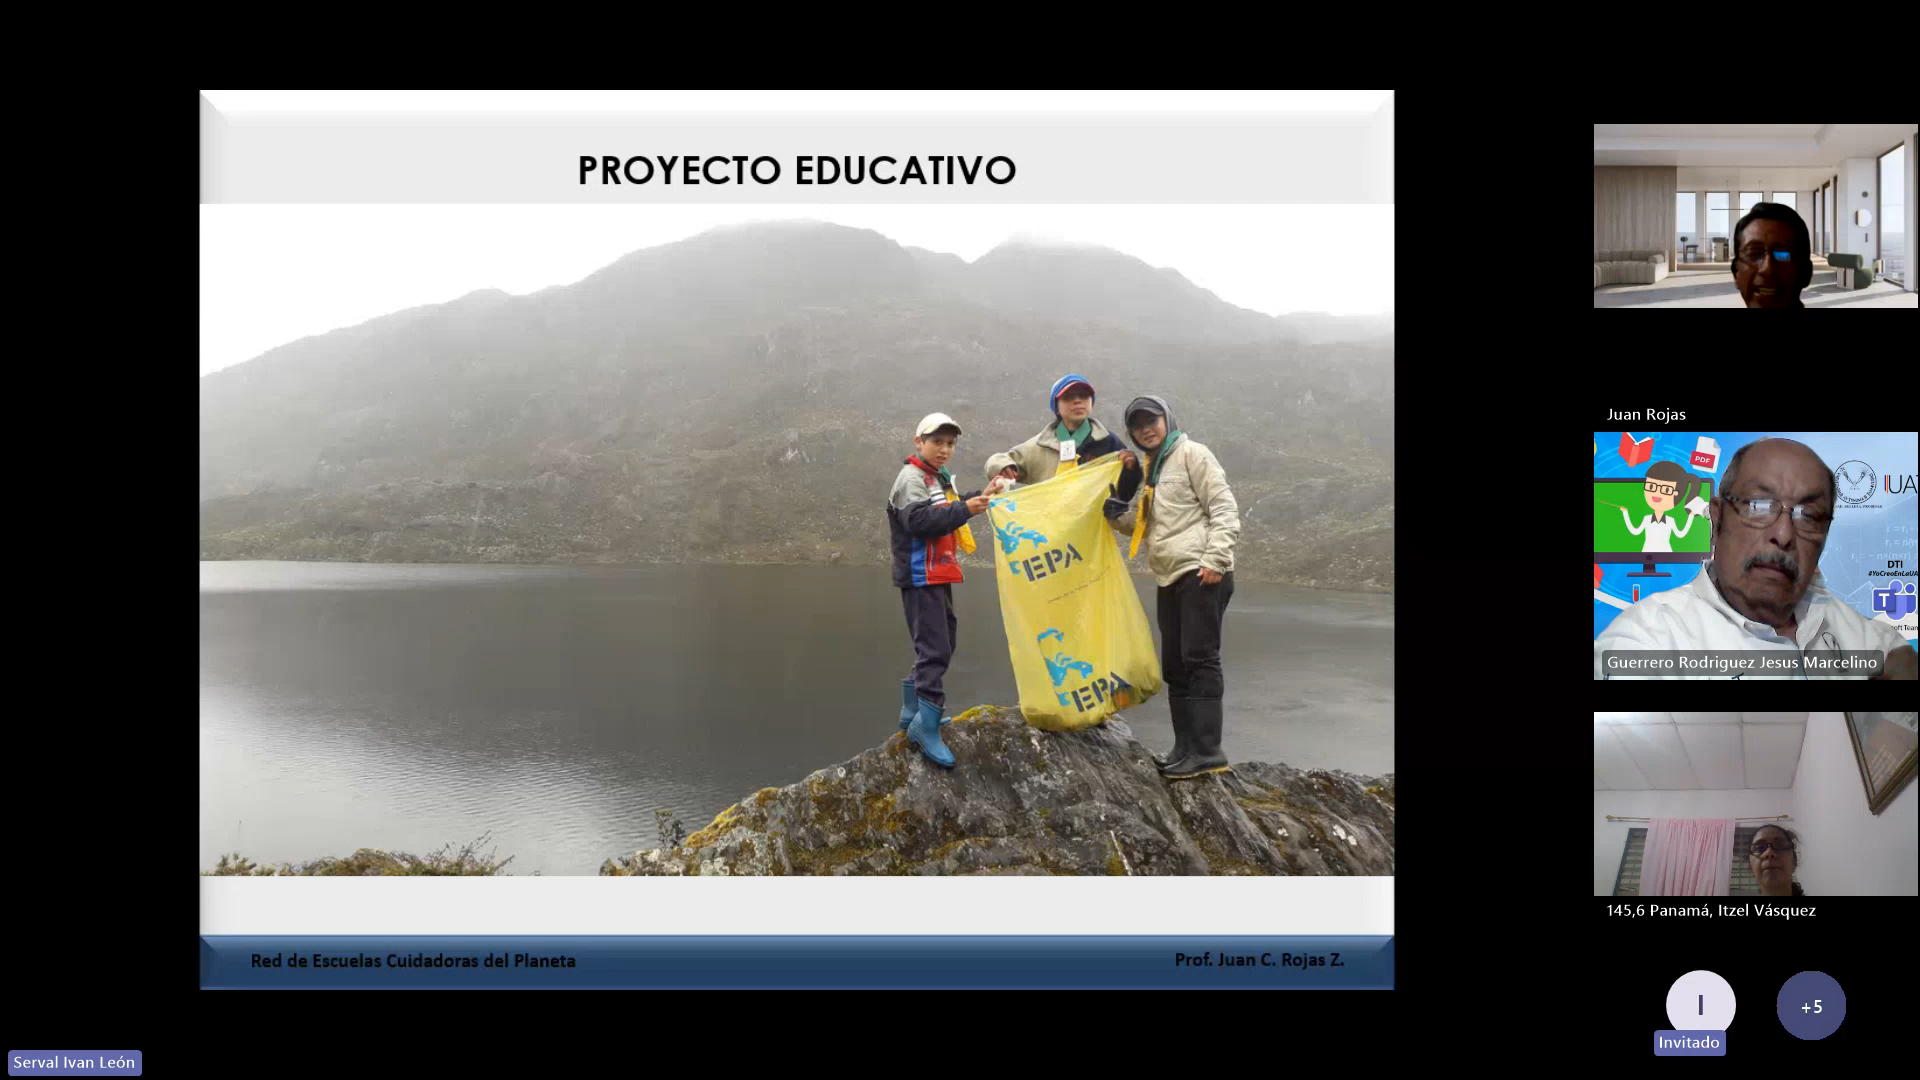 PROYECTO EDUCATIVO
EPA
EPA
Red de Escuelas Cuidadoras del Planeta
Prof. Juan C. Rojas Z.
Serval Ivan León
Juan Rojas
PDF
DTI
#YoCreoEnLaUA
T
Guerrero Rodriguez Jesus Marcelino
145,6 Panamá, Itzel Vásquez
I
Invitado
+5